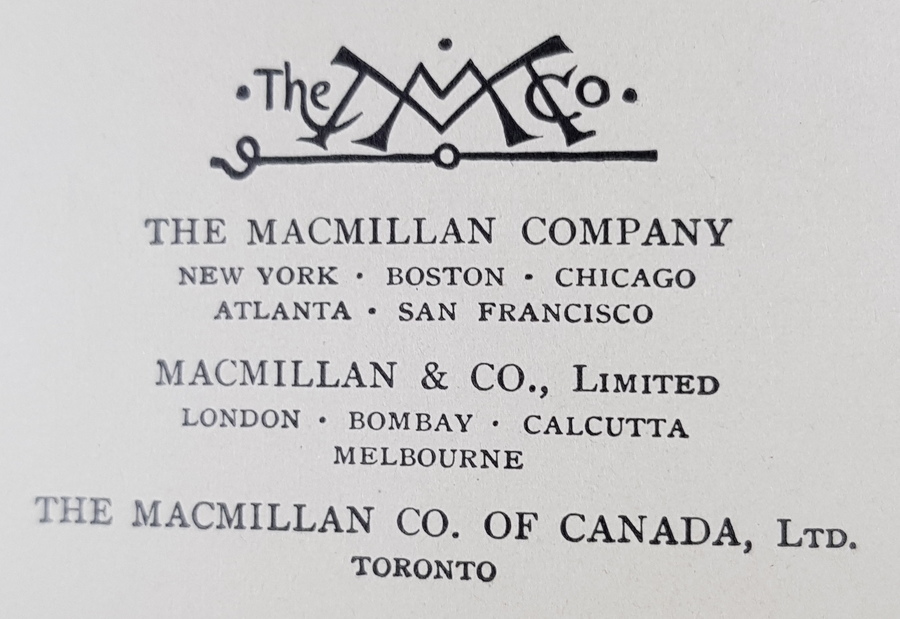 ·The M Co·
THE MACMILLAN COMPANY
NEW YORK · BOSTON · CHICAGO
ATLANTA · SAN FRANCISCO
MACMILLAN & CO., LIMITED
LONDON · BOMBAY · CALCUTTA
MELBOURNE
THE MACMILLAN CO. OF CANADA, LTD.
TORONTO